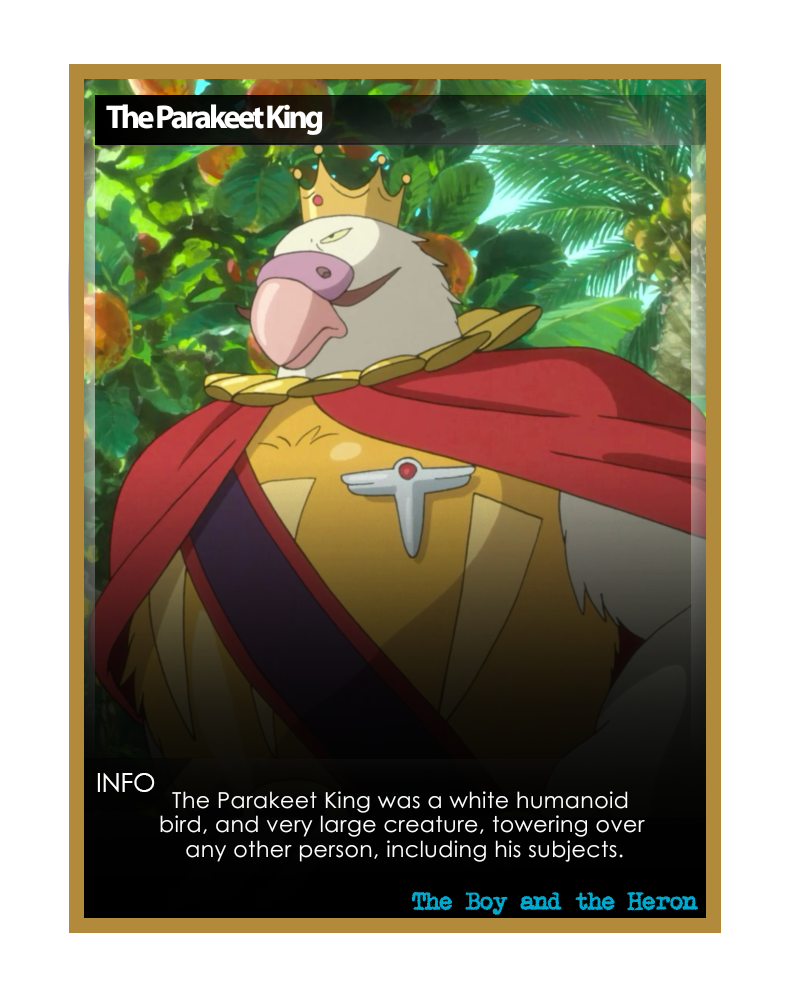 The Parakeet King
INFO
The Parakeet King was a white humanoid
bird, and very large creature, towering over
any other person, including his subjects.
The Boy and the Heron